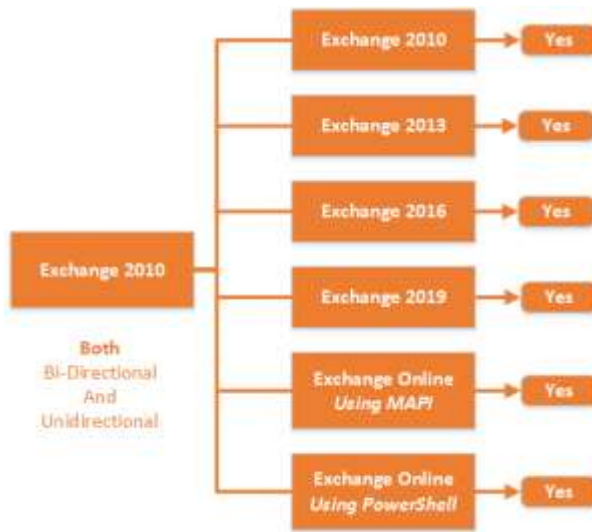 Exchange 2010
Yes
Exchange 2013
Yes
Exchange 2016
Yes
Exchange 2010
Exchange 2019
Yes
Both
Bi-Directional
And
Unidirectional
Exchange Online
Using MAPI
Yes
Exchange Online
Using PowerShell
Yes